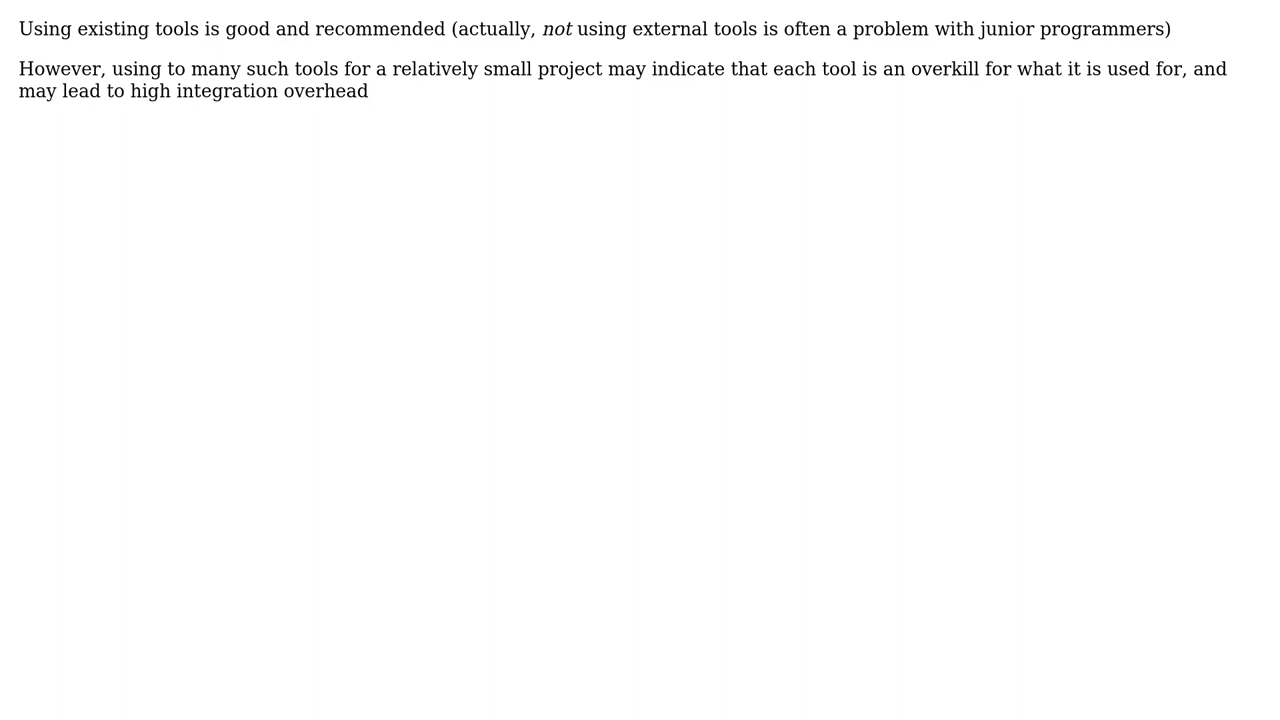 Using existing tools is good and recommended (actually, not using external tools is often a problem with junior programmers)
However, using to many such tools for a relatively small project may indicate that each tool is an overkill for what it is used for, and
may lead to high integration overhead